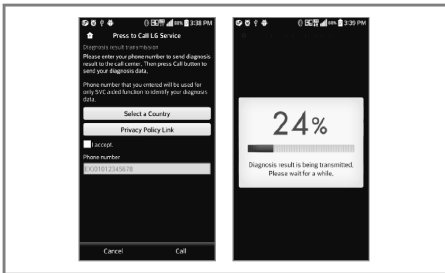 3:38 PM
Press to Call LG Service
Diagnosis result transmission
Please enter your phone number to send diagnosis
result to the call center. Then press Call button to
send your diagnosis data.
Phone number that you entered will be used for
only SVC aided function to identify your diagnosis
data.
Select a Country
Privacy Policy Link
I accept.
Phone number
EX)01012345678
Cancel
Call
3:39 PM
24%
Diagnosis result is being transmitted.
Please wait for a while.